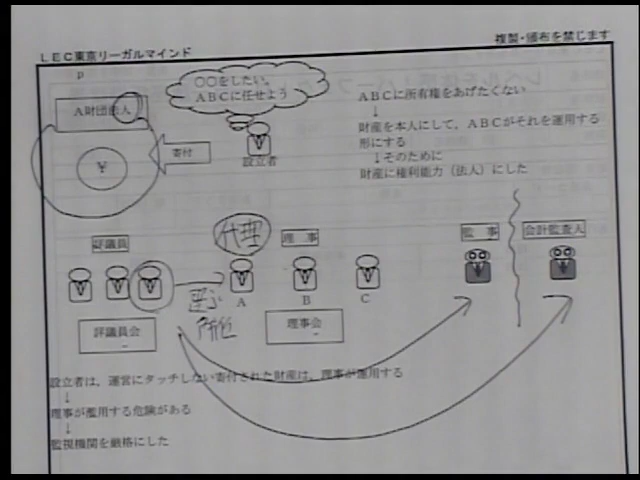 LEC東京リーガルマインド
複製・頒布を禁じます
P
○○をしたい。
ABCに任せよう
A財団法人
¥
寄付
設立者
ABCに所有権をあげたくない
↓
財産を本人にして、ABCがそれを運用する
形にする
↓そのために
財産に権利能力（法人）にした
代理
評議員
理 事
監 事
会計監査人
選ぶ
解任
A
B
C
評議員会
理事会
設立者は、運営にタッチしない寄付された財産は、理事が運用する
↓
理事が濫用する危険がある
↓
監視機関を厳格にした